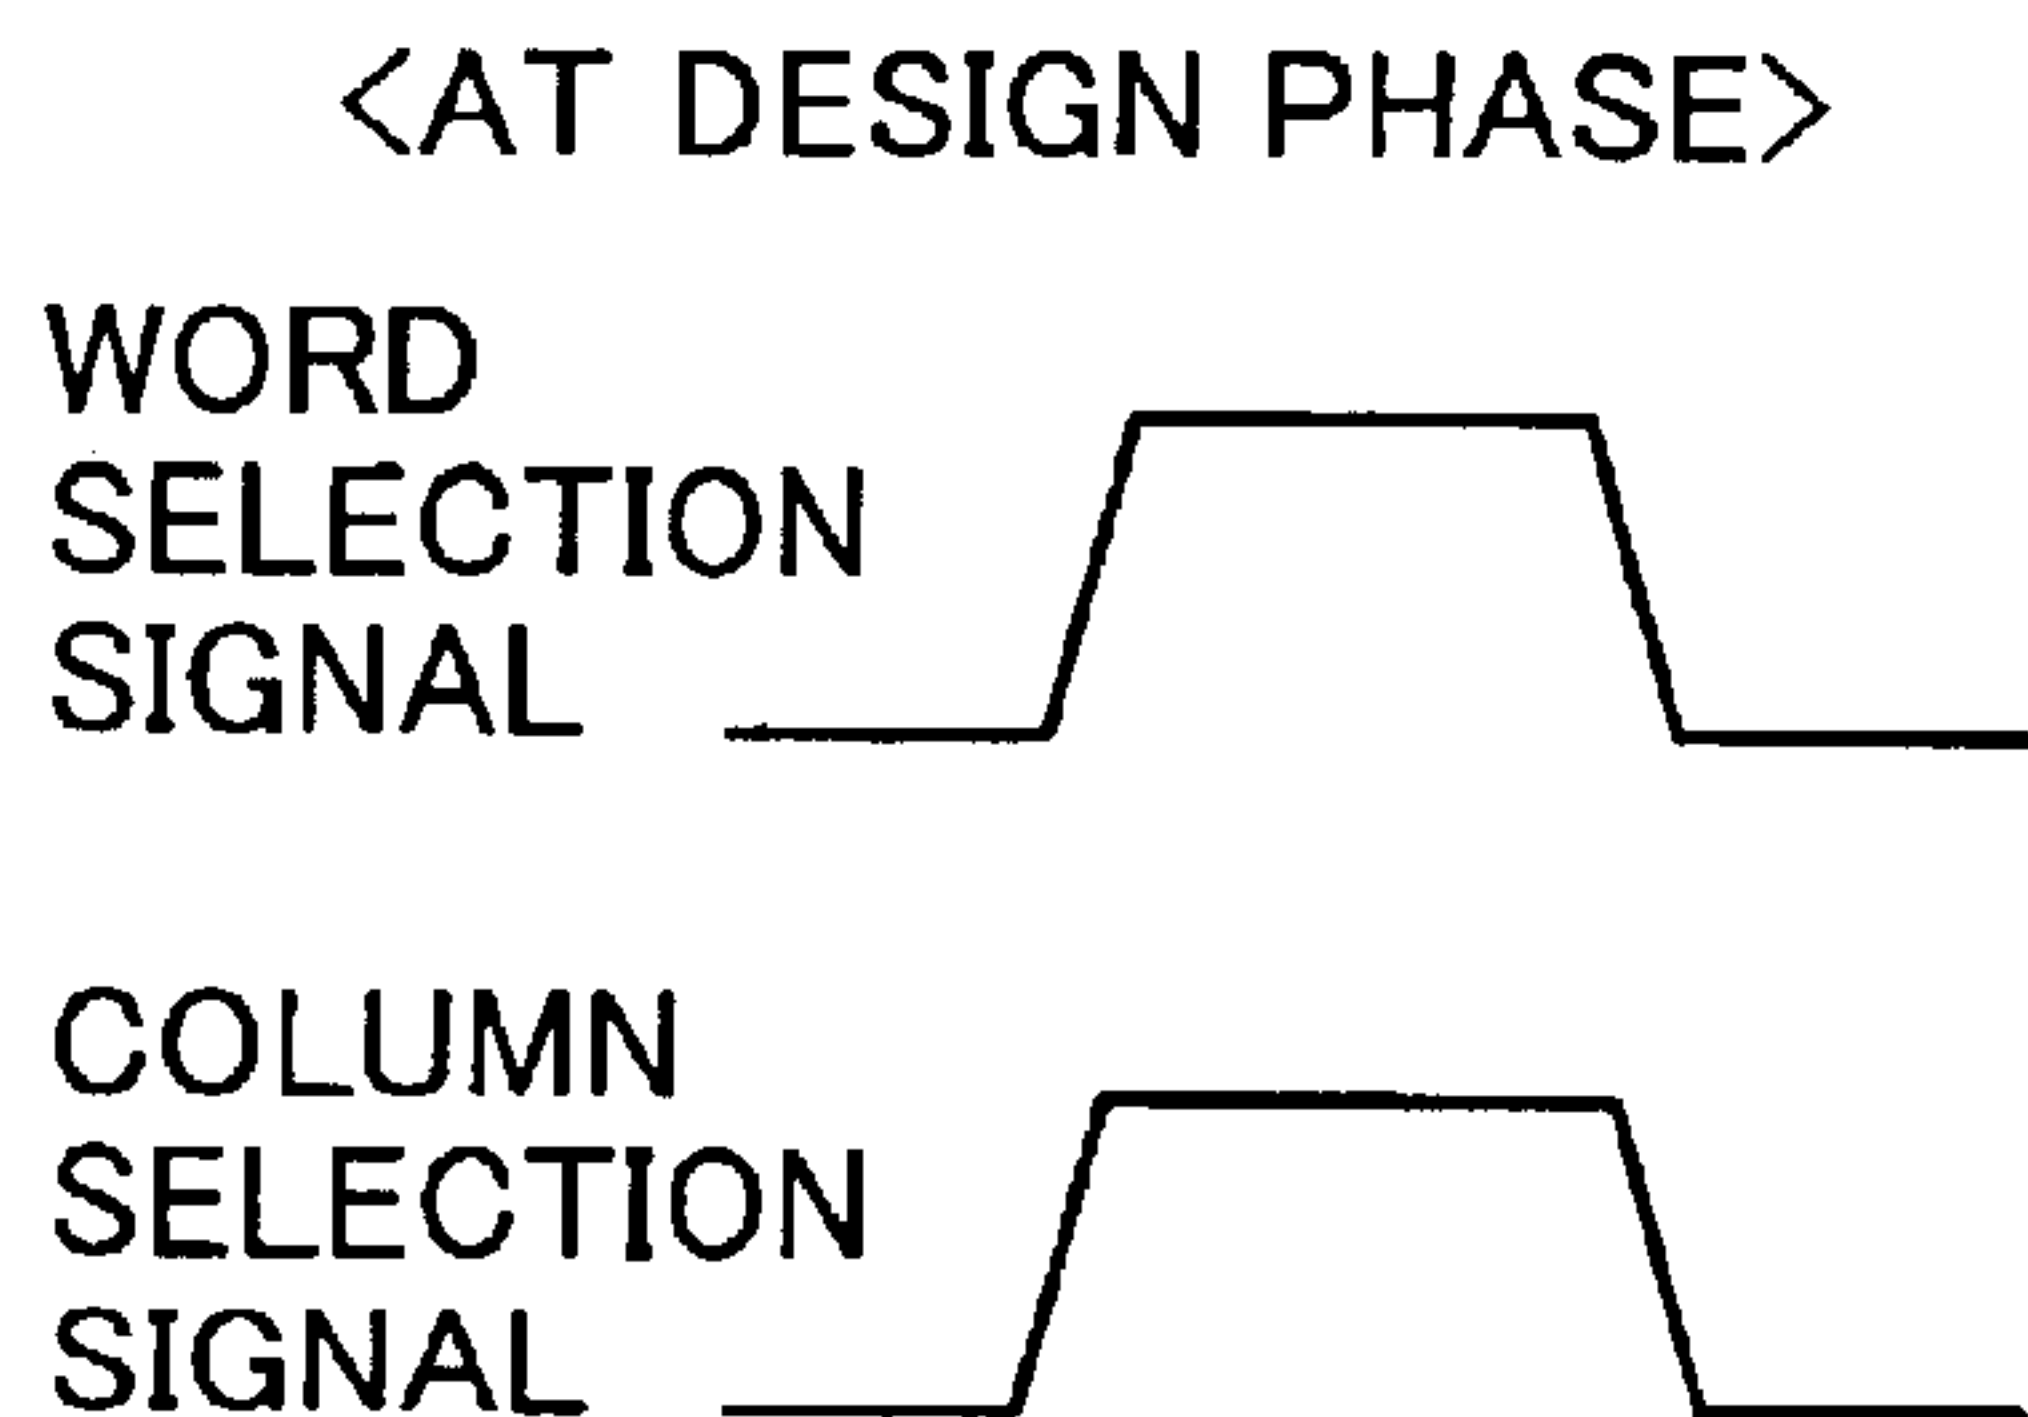 <AT DESIGN PHASE>
WORD
SELECTION
SIGNAL
COLUMN
SELECTION
SIGNAL